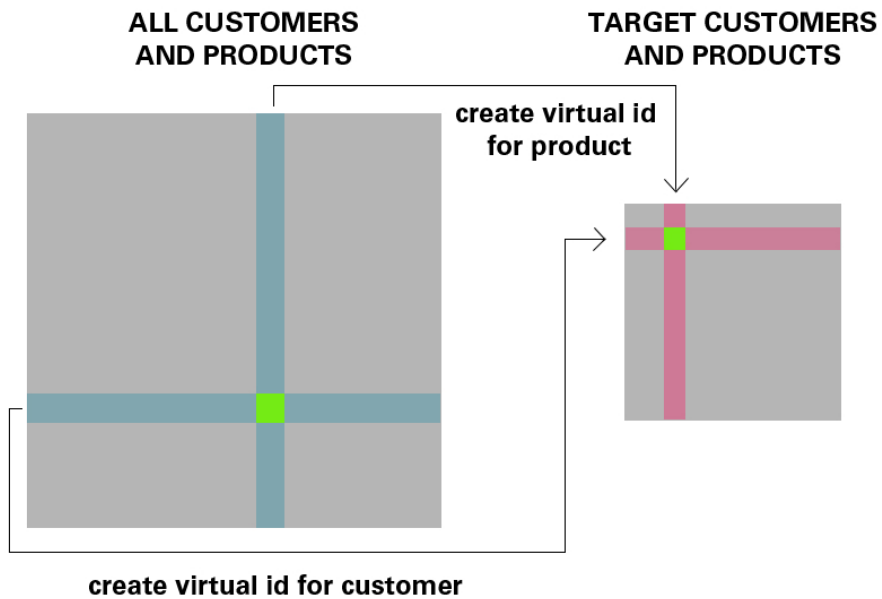 ALL CUSTOMERS
AND PRODUCTS
TARGET CUSTOMERS
AND PRODUCTS
create virtual id
for product
create virtual id for customer